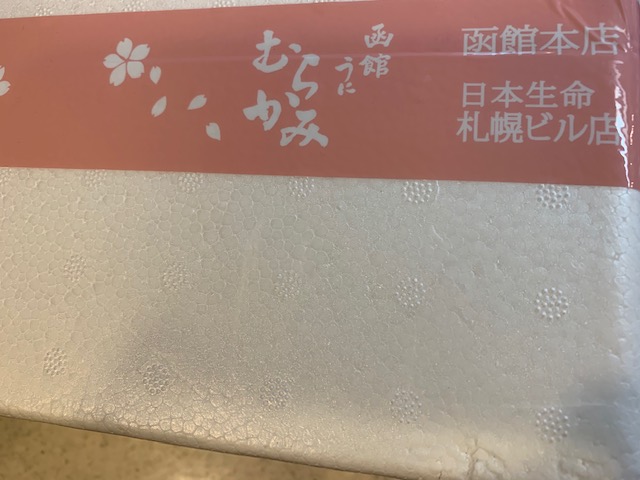 函館
うに
むらかみ
函館本店
日本生命
札幌ビル店